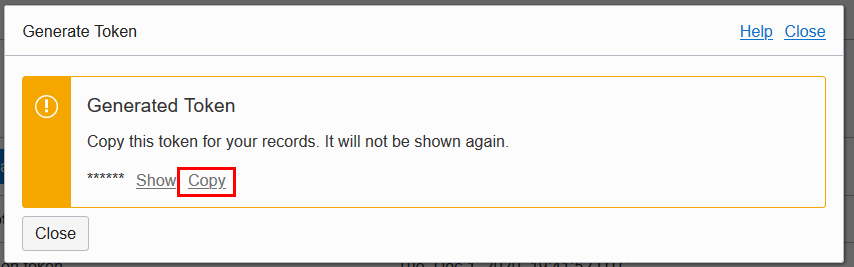 Generate Token Help Close
Generated Token
Copy this token for your records. It will not be shown again.
****** Show Copy
Close